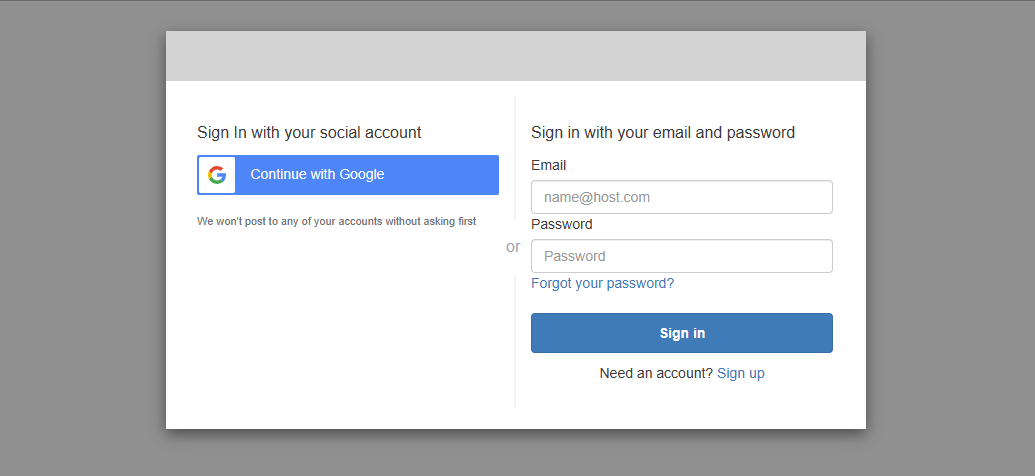 Sign In with your social account
Continue with Google
We won't post to any of your accounts without asking first
or
Sign in with your email and password
Email
name@host.com
Password
Password
Forgot your password?
Sign in
Need an account? Sign up